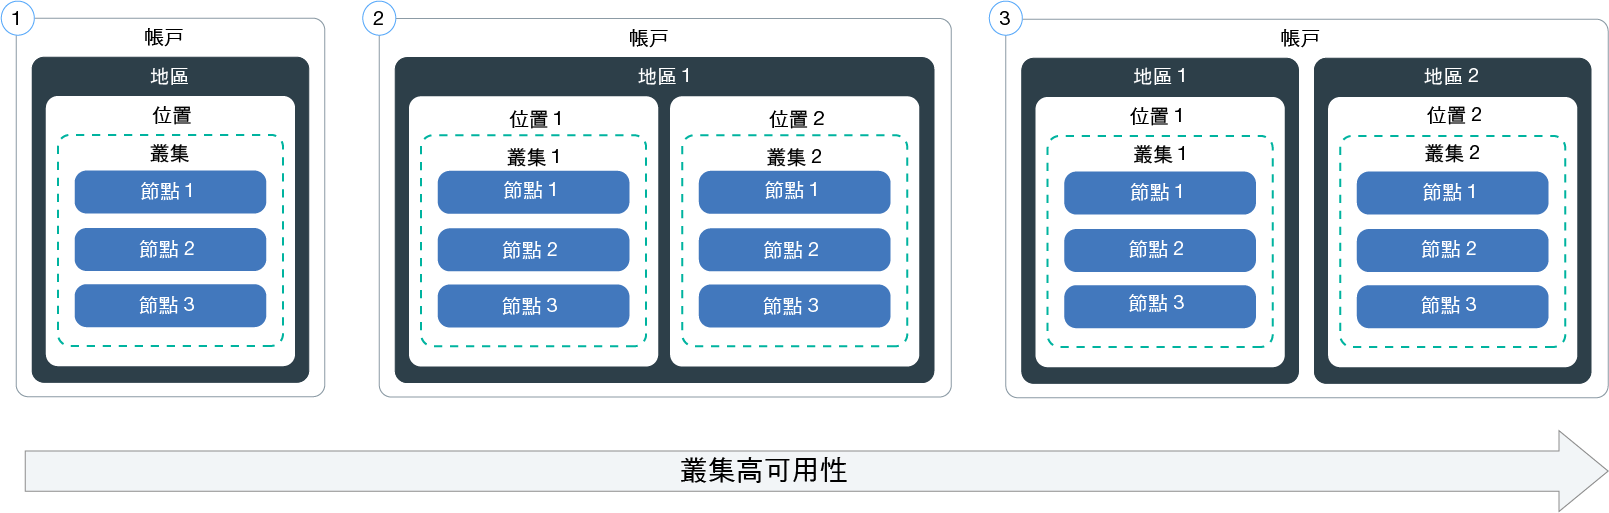 1
帳戶
地區
位置
叢集
節點 1
節點 2
節點 3
2
帳戶
地區 1
位置 1
叢集 1
節點 1
節點 2
節點 3
位置 2
叢集 2
節點 1
節點 2
節點 3
3
帳戶
地區 1
位置 1
叢集 1
節點 1
節點 2
節點 3
地區 2
位置 2
叢集 2
節點 1
節點 2
節點 3
叢集高可用性